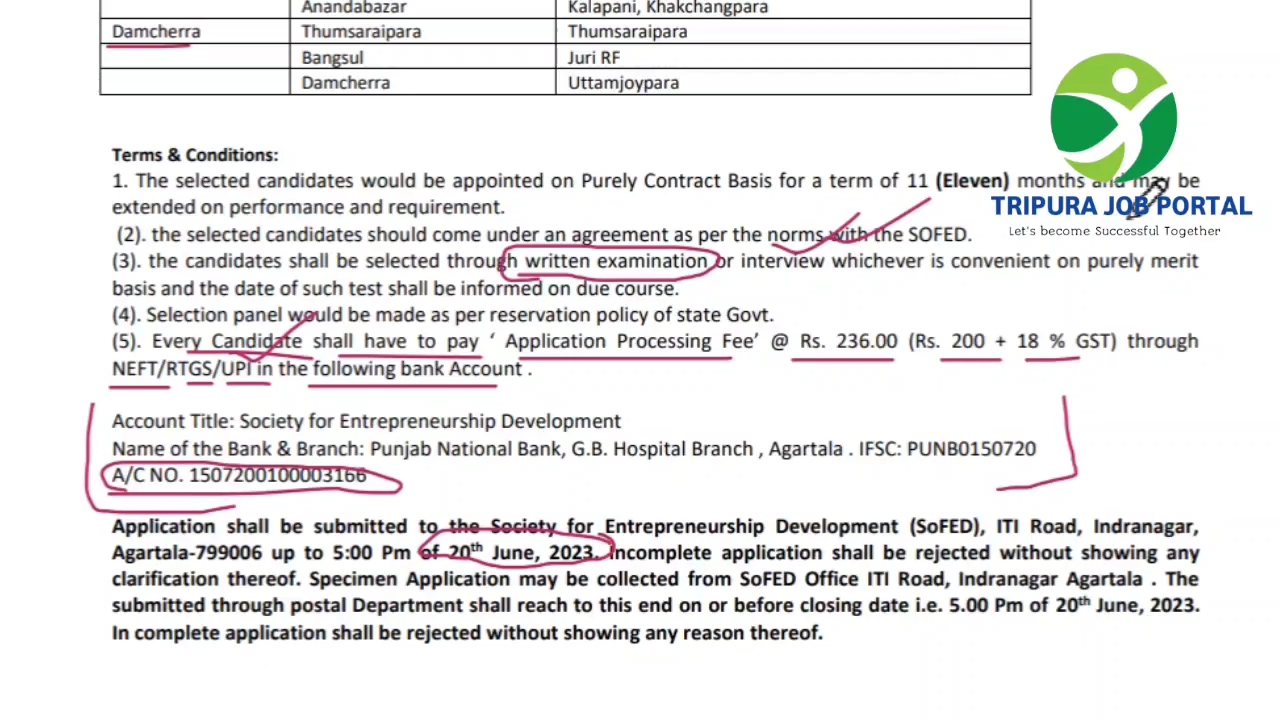 Anandabazar Kalapani, Khakchangpara
Damcherra Thumsaraipara Thumsaraipara
Bangsul Juri RF
Damcherra Uttamjoypara
Terms & Conditions:
1. The selected candidates would be appointed on Purely Contract Basis for a term of 11 (Eleven) months and may be
extended on performance and requirement.
(2). the selected candidates should come under an agreement as per the norms with the SOFED.
(3). the candidates shall be selected through written examination or interview whichever is convenient on purely merit
basis and the date of such test shall be informed on due course.
(4). Selection panel would be made as per reservation policy of state Govt.
(5). Every Candidate shall have to pay ‘ Application Processing Fee’ @ Rs. 236.00 (Rs. 200 + 18 % GST) through
NEFT/RTGS/UPI in the following bank Account .
Account Title: Society for Entrepreneurship Development
Name of the Bank & Branch: Punjab National Bank, G.B. Hospital Branch , Agartala . IFSC: PUNB0150720
A/C NO. 1507200100003166
Application shall be submitted to the Society for Entrepreneurship Development (SoFED), ITI Road, Indranagar,
Agartala-799006 up to 5:00 Pm of 20th June, 2023. Incomplete application shall be rejected without showing any
clarification thereof. Specimen Application may be collected from SoFED Office ITI Road, Indranagar Agartala . The
submitted through postal Department shall reach to this end on or before closing date i.e. 5.00 Pm of 20th June, 2023.
In complete application shall be rejected without showing any reason thereof.
TRIPURA JOB PORTAL
Let's become Successful Together